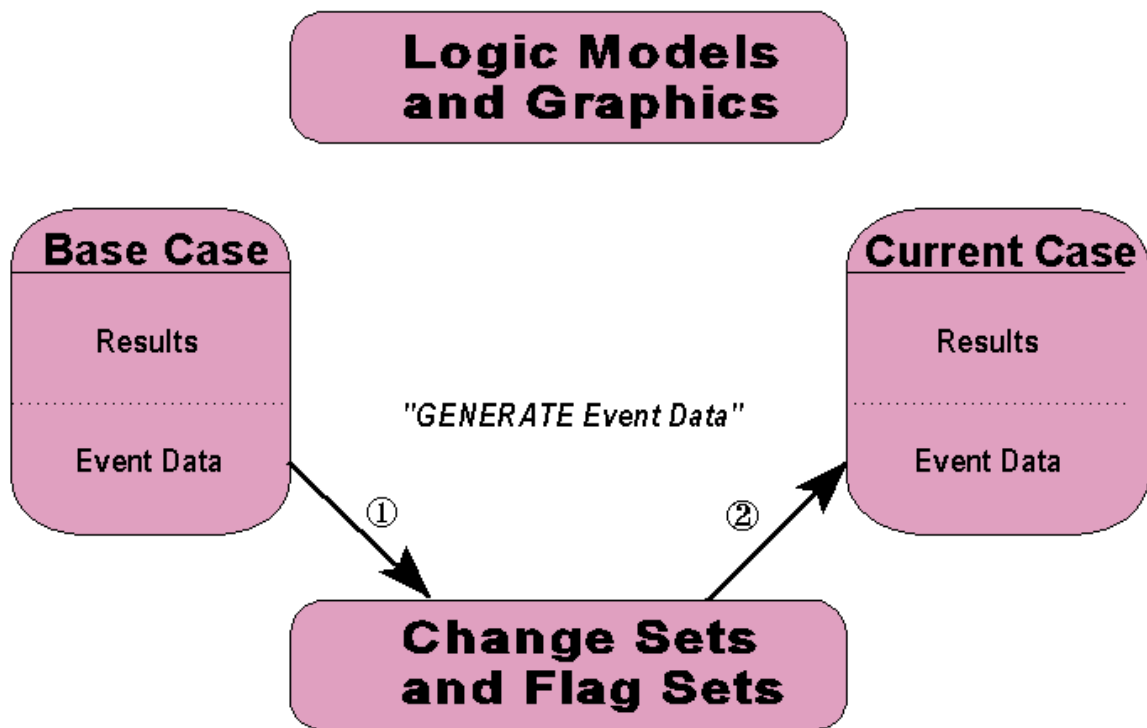 Logic Models
and Graphics
Base Case
Results
Event Data
Current Case
Results
Event Data
"GENERATE Event Data"
①
②
Change Sets
and Flag Sets